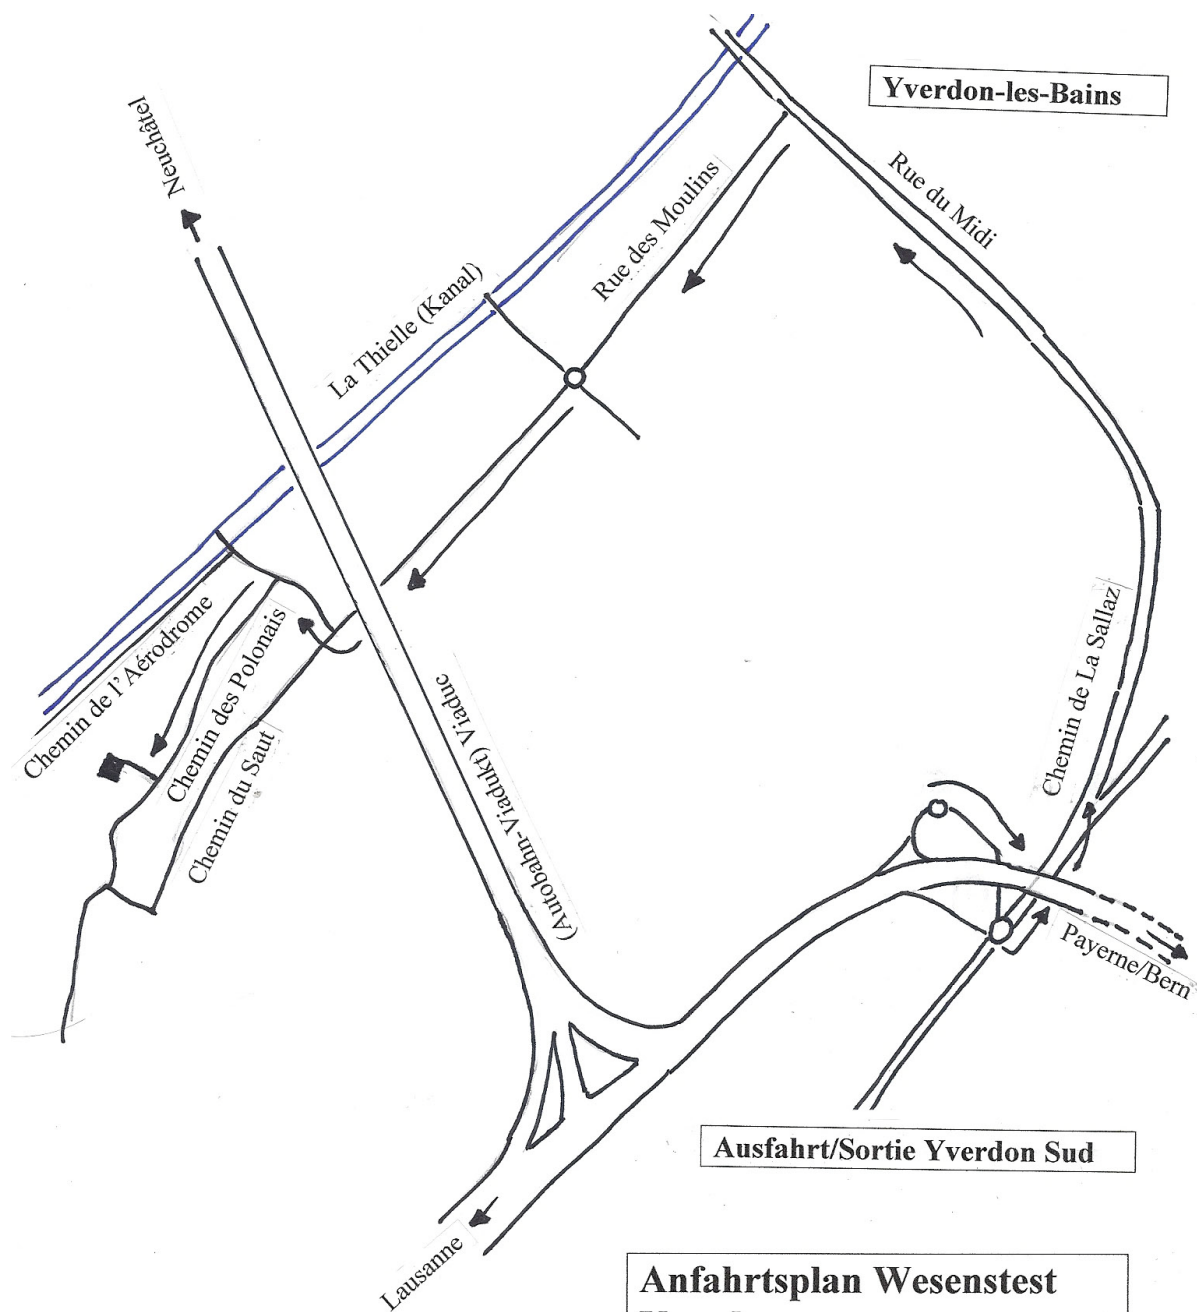 Yverdon-les-Bains
Neuchâtel
Rue du Midi
Rue des Moulins
La Thielle (Kanal)
Chemin de l'Aérodrome
Chemin des Polonais
Chemin du Saut
(Autobahn-Viadukt) Viaduc
Chemin de La Sallaz
Payerne/Bern
Ausfahrt/Sortie Yverdon Sud
Lausanne
Anfahrtsplan Wesenstest